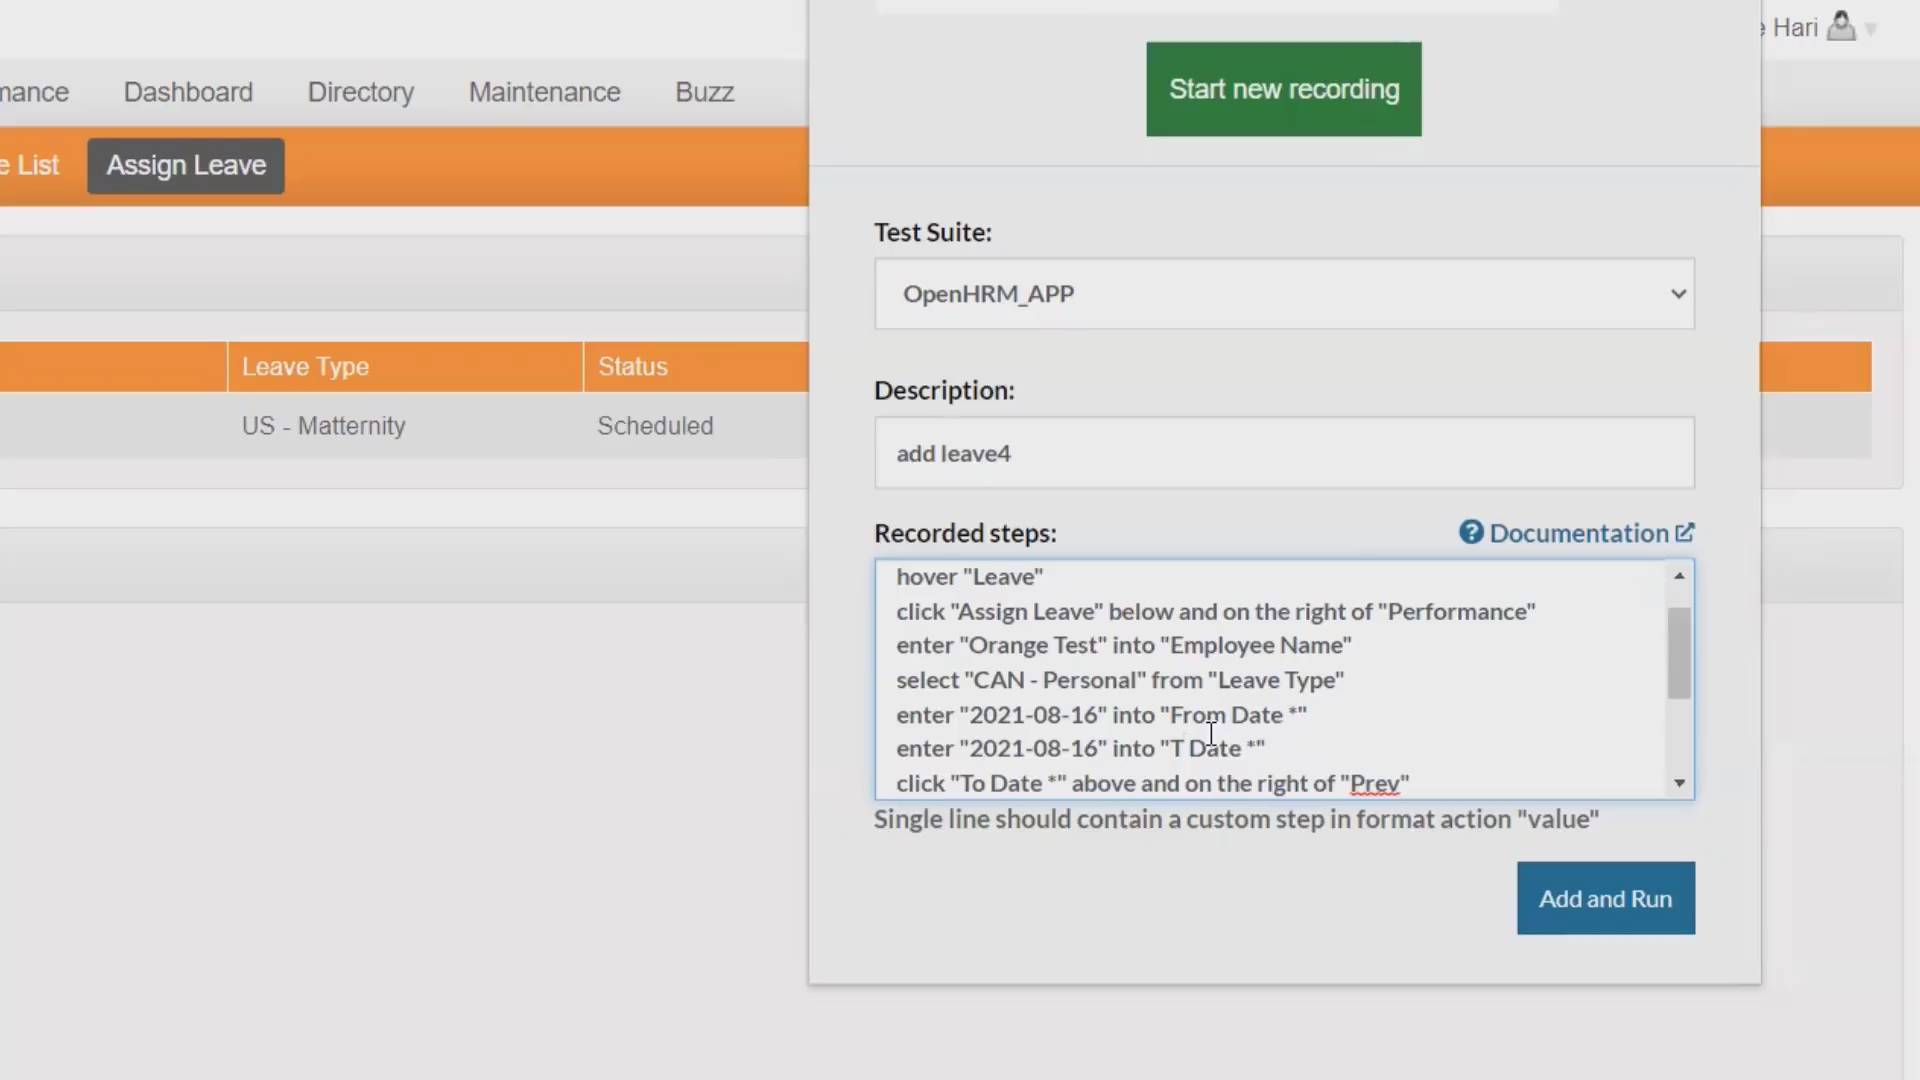 Hari
mance Dashboard Directory Maintenance Buzz
Start new recording
e List Assign Leave
Test Suite:
OpenHRM_APP
Leave Type Status
Description:
US - Matternity Scheduled
add leave4
Recorded steps: Documentation
hover "Leave"
click "Assign Leave" below and on the right of "Performance"
enter "Orange Test" into "Employee Name"
select "CAN - Personal" from "Leave Type"
enter "2021-08-16" into "From Date *"
enter "2021-08-16" into "T Date *"
click "To Date *" above and on the right of "Prev"
Single line should contain a custom step in format action "value"
Add and Run